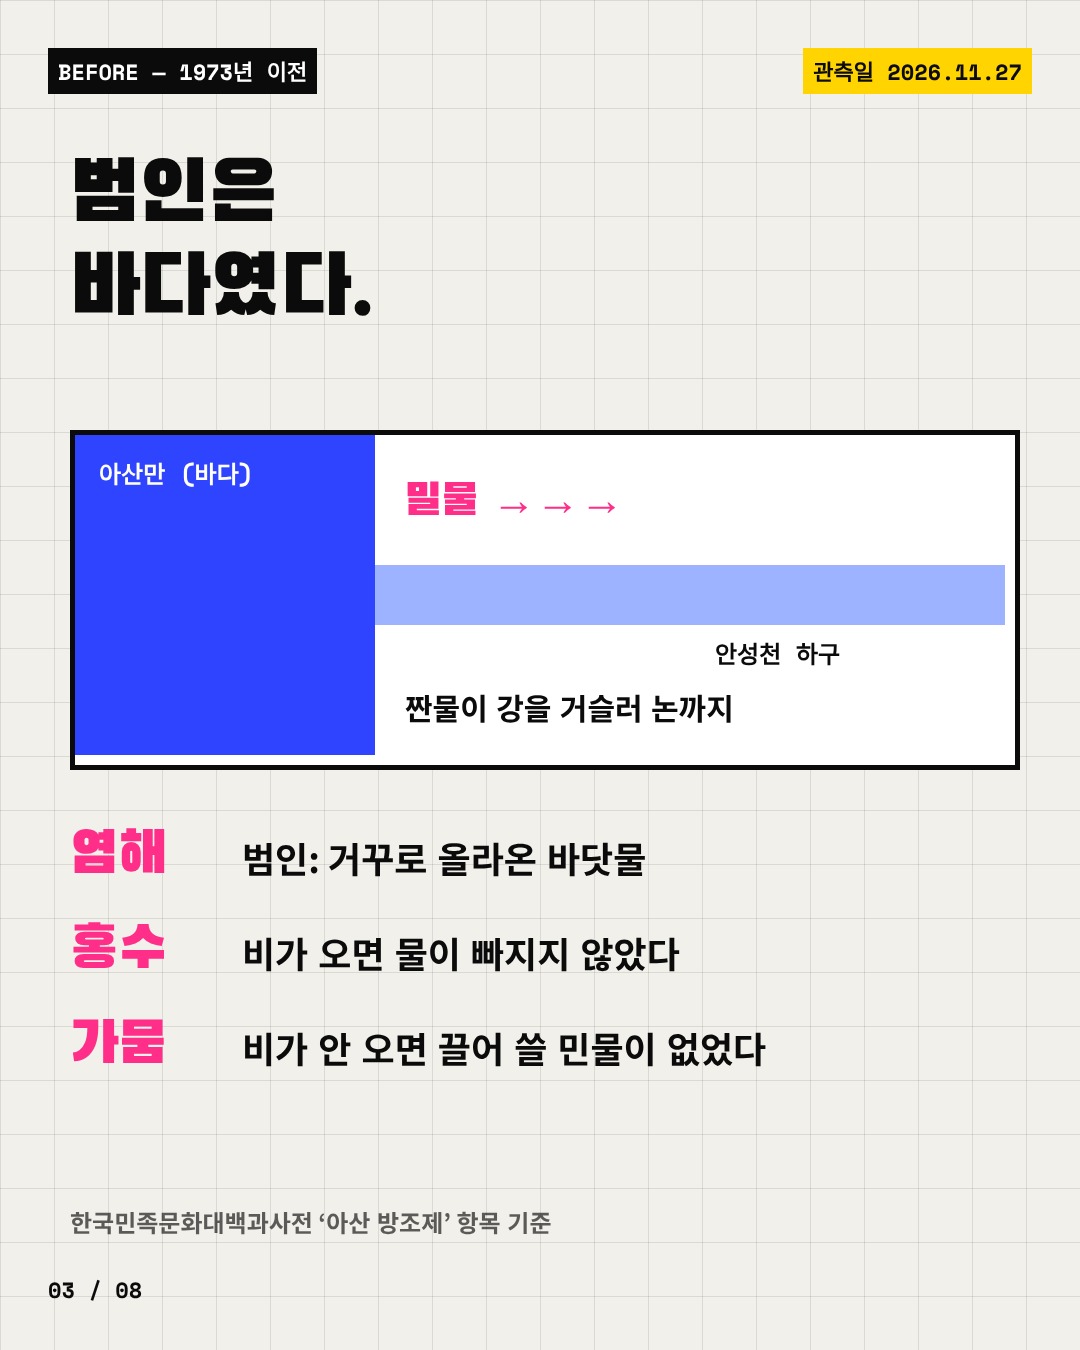 BEFORE — 1973년 이전
관측일 2026.11.27
범인은
바다였다.
아산만 (바다)
밀물 → → →
안성천 하구
짠물이 강을 거슬러 논까지
염해 범인: 거꾸로 올라온 바닷물
홍수 비가 오면 물이 빠지지 않았다
가뭄 비가 안 오면 끌어 쓸 민물이 없었다
한국민족문화대백과사전 ‘아산 방조제’ 항목 기준
03 / 08